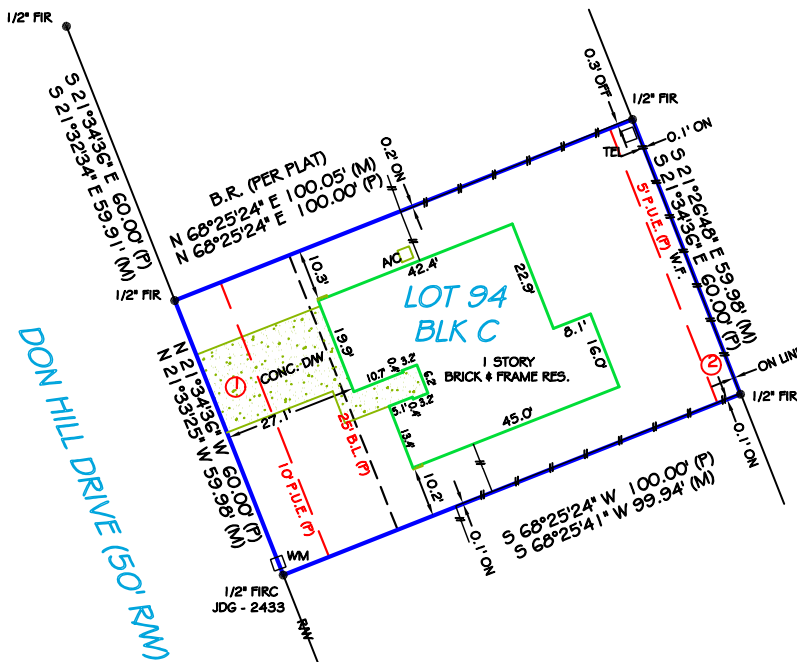 1/2" FIR
S 21°34'36" E 60.00' (P)
S 21°32'34" E 59.91' (M)
B.R. (PER PLAT)
N 68°25'24" E 100.05' (M)
N 68°25'24" E 100.00' (P)
0.2' ON
0.3' OFF
1/2" FIR
0.1' ON
TEL
S 21°26'48" E 59.98' (M)
S 21°34'36" E 60.00' (P)
5' P.U.E. (P)
W.F.
1/2" FIR
10.3'
A/C
42.4'
22.9'
LOT 94
BLK C
8.1'
16.0'
1 STORY
BRICK & FRAME RES.
19.9'
CONC. D/W
1
10.7'
0.4'
3.2'
6.2'
5.1'
0.4'
3.2'
13.4'
45.0'
27.1'
25' B.L. (P)
10' P.U.E. (P)
10.2'
2
ON LINE
1/2" FIR
0.1' ON
N 21°34'36" W 60.00' (P)
N 21°33'25" W 59.98' (M)
DON HILL DRIVE (50' R/W)
S 68°25'24" W 100.00' (P)
S 68°25'41" W 99.94' (M)
0.1' ON
WM
1/2" FIRC
JDG - 2433
R/W